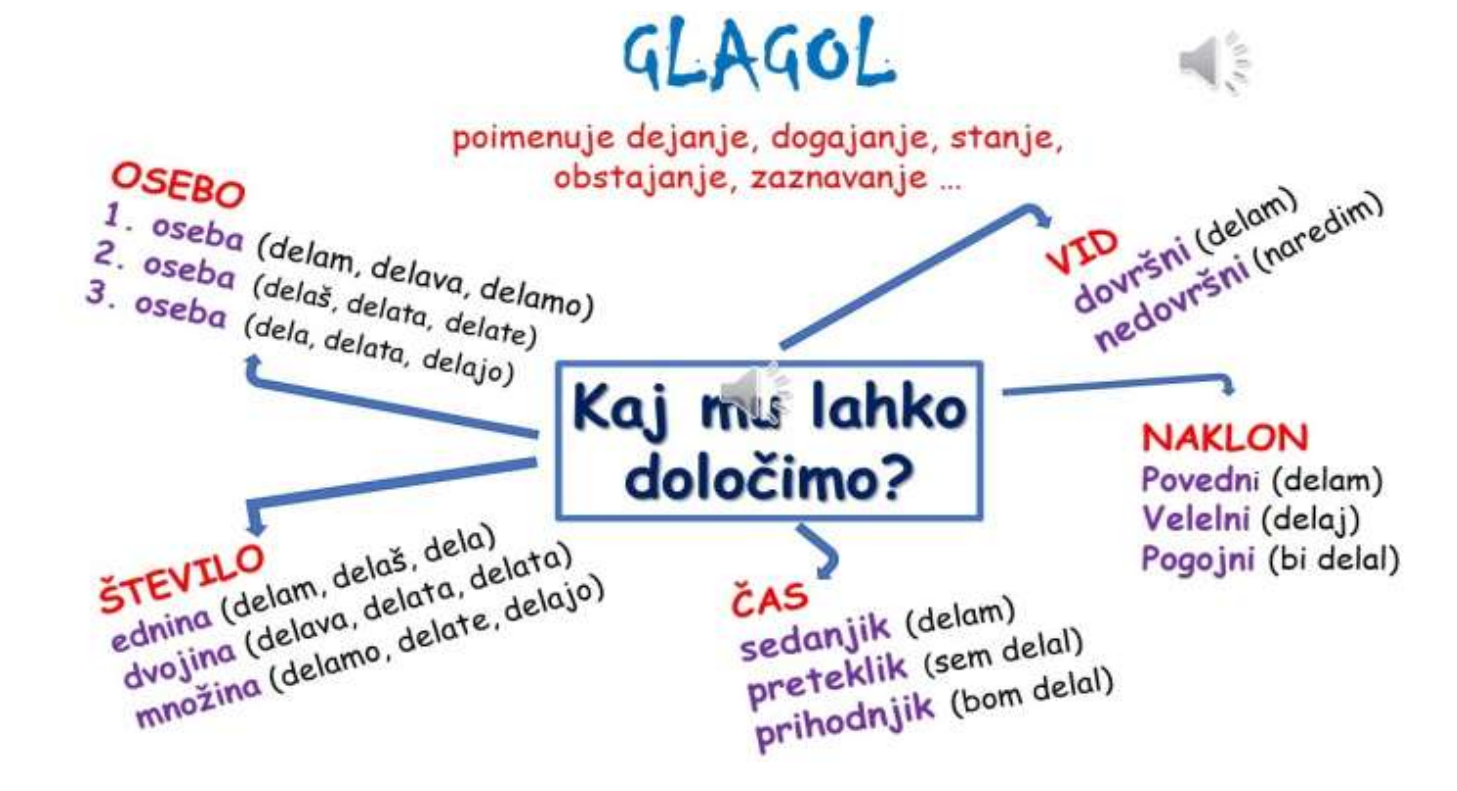 GLAGOL
poimenuje dejanje, dogajanje, stanje,
obstajanje, zaznavanje ...
OSEBO
1. oseba (delam, delava, delamo)
2. oseba (delaš, delata, delate)
3. oseba (dela, delata, delajo)
VID
dovršni (delam)
nedovršni (naredim)
Kaj mu lahko
določimo?
NAKLON
Povedni (delam)
Velelni (delaj)
Pogojni (bi delal)
ŠTEVILO
ednina (delam, delaš, dela)
dvojina (delava, delata, delata)
množina (delamo, delate, delajo)
ČAS
sedanjik (delam)
preteklik (sem delal)
prihodnjik (bom delal)